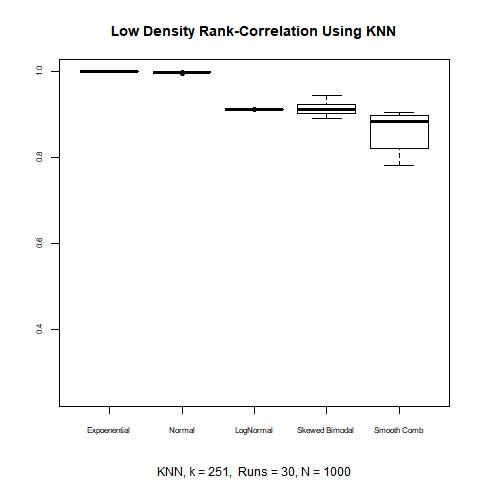 Low Density Rank-Correlation Using KNN
1.0
0.8
0.6
0.4
Expoenential Normal LogNormal Skewed Bimodal Smooth Comb
KNN, k = 251, Runs = 30, N = 1000